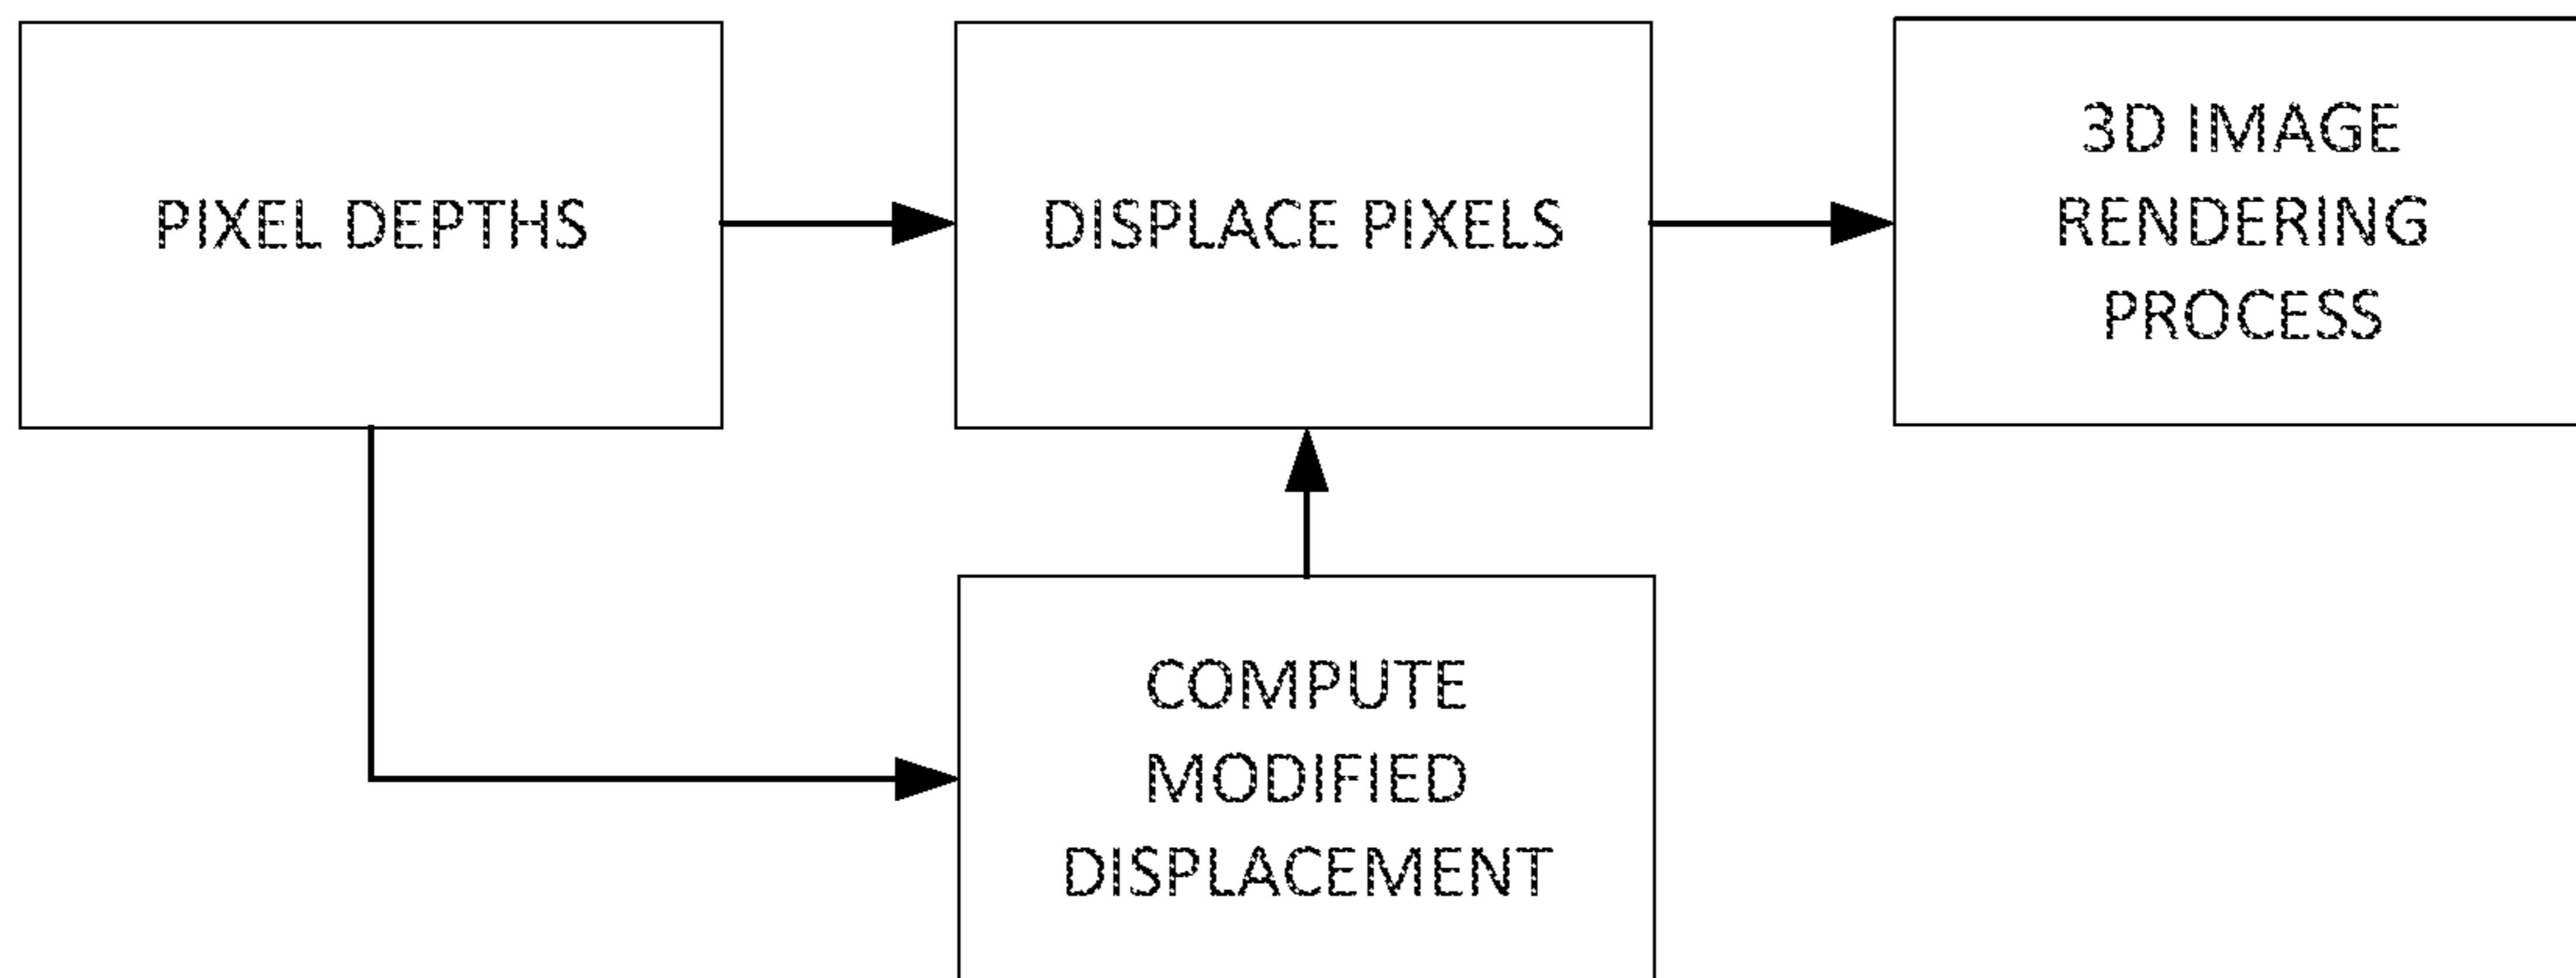 PIXEL DEPTHS
DISPLACE PIXELS
3D IMAGE
RENDERING
PROCESS
COMPUTE
MODIFIED
DISPLACEMENT